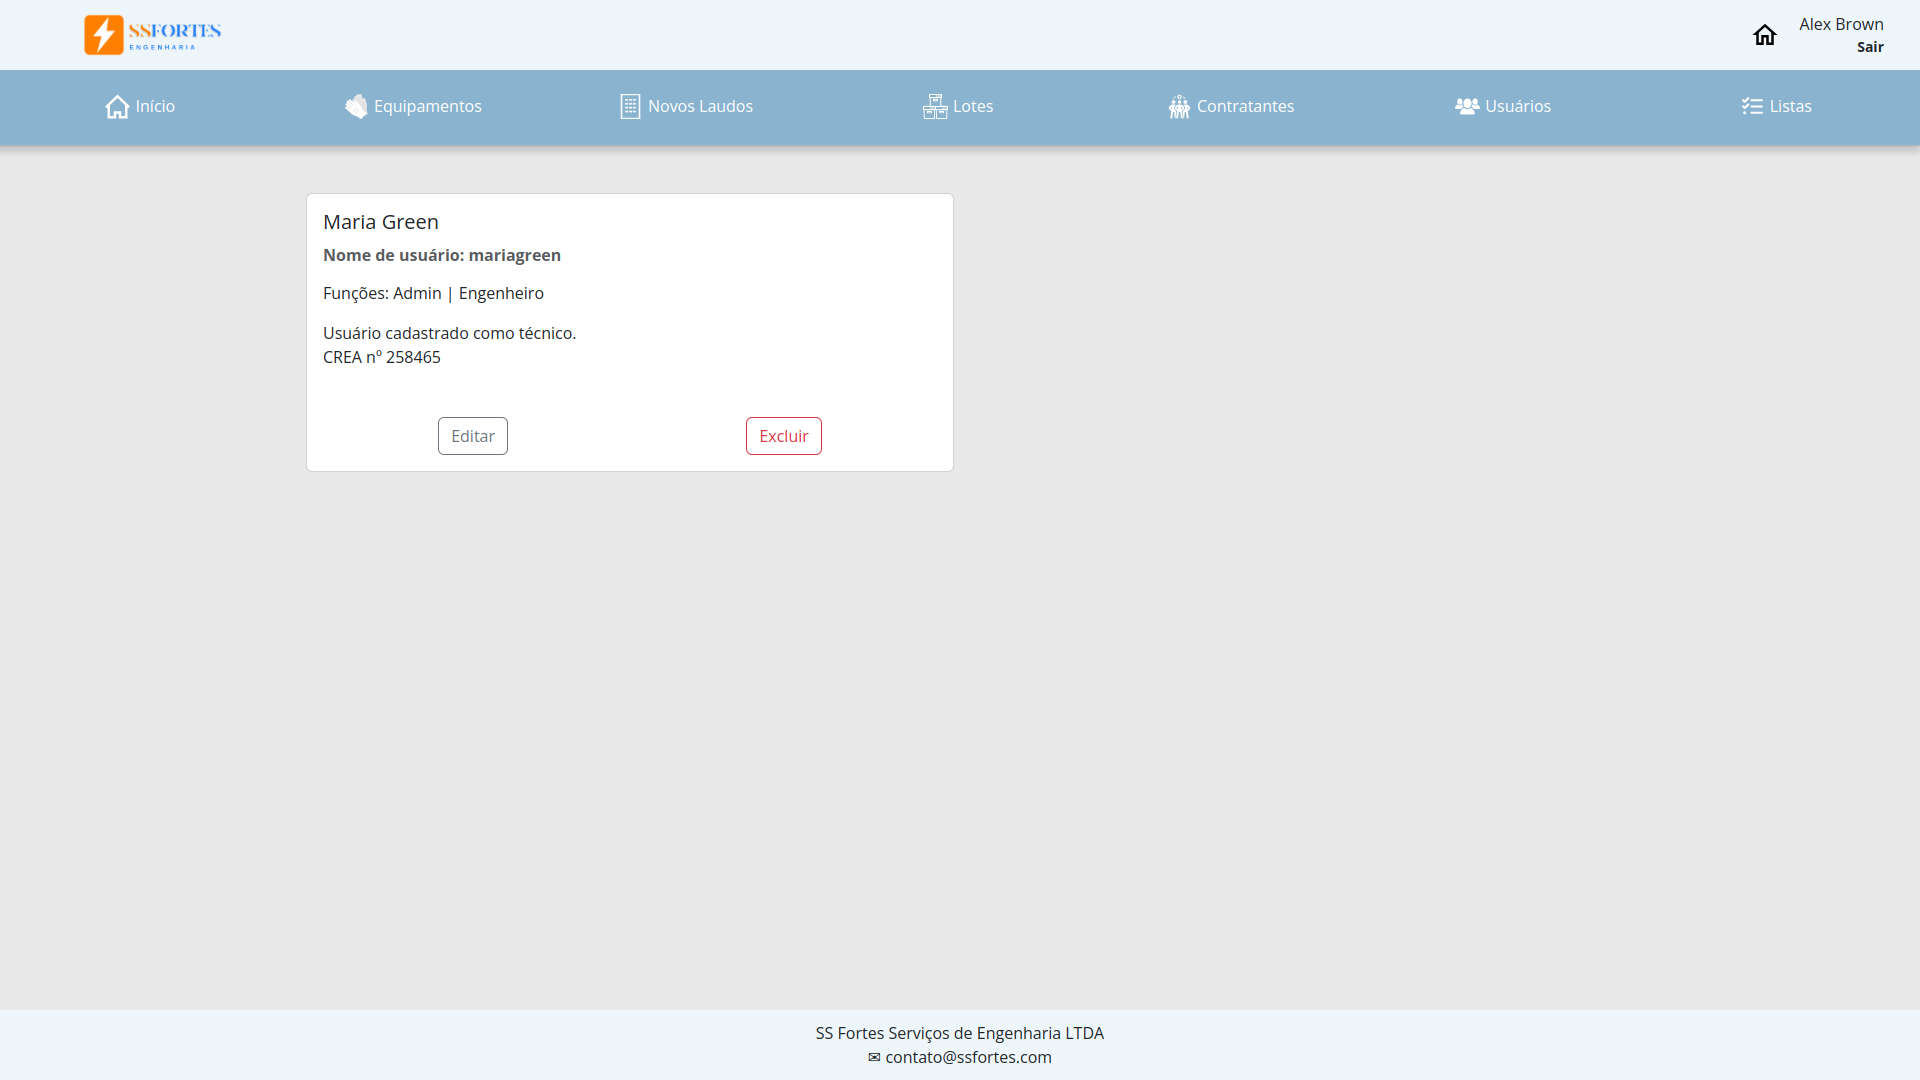 SSFORTES
ENGENHARIA
Alex Brown
Sair
Início
Equipamentos
Novos Laudos
Lotes
Contratantes
Usuários
Listas
Maria Green
Nome de usuário: mariagreen
Funções: Admin | Engenheiro
Usuário cadastrado como técnico.
CREA nº 258465
Editar
Excluir
SS Fortes Serviços de Engenharia LTDA
✉ contato@ssfortes.com